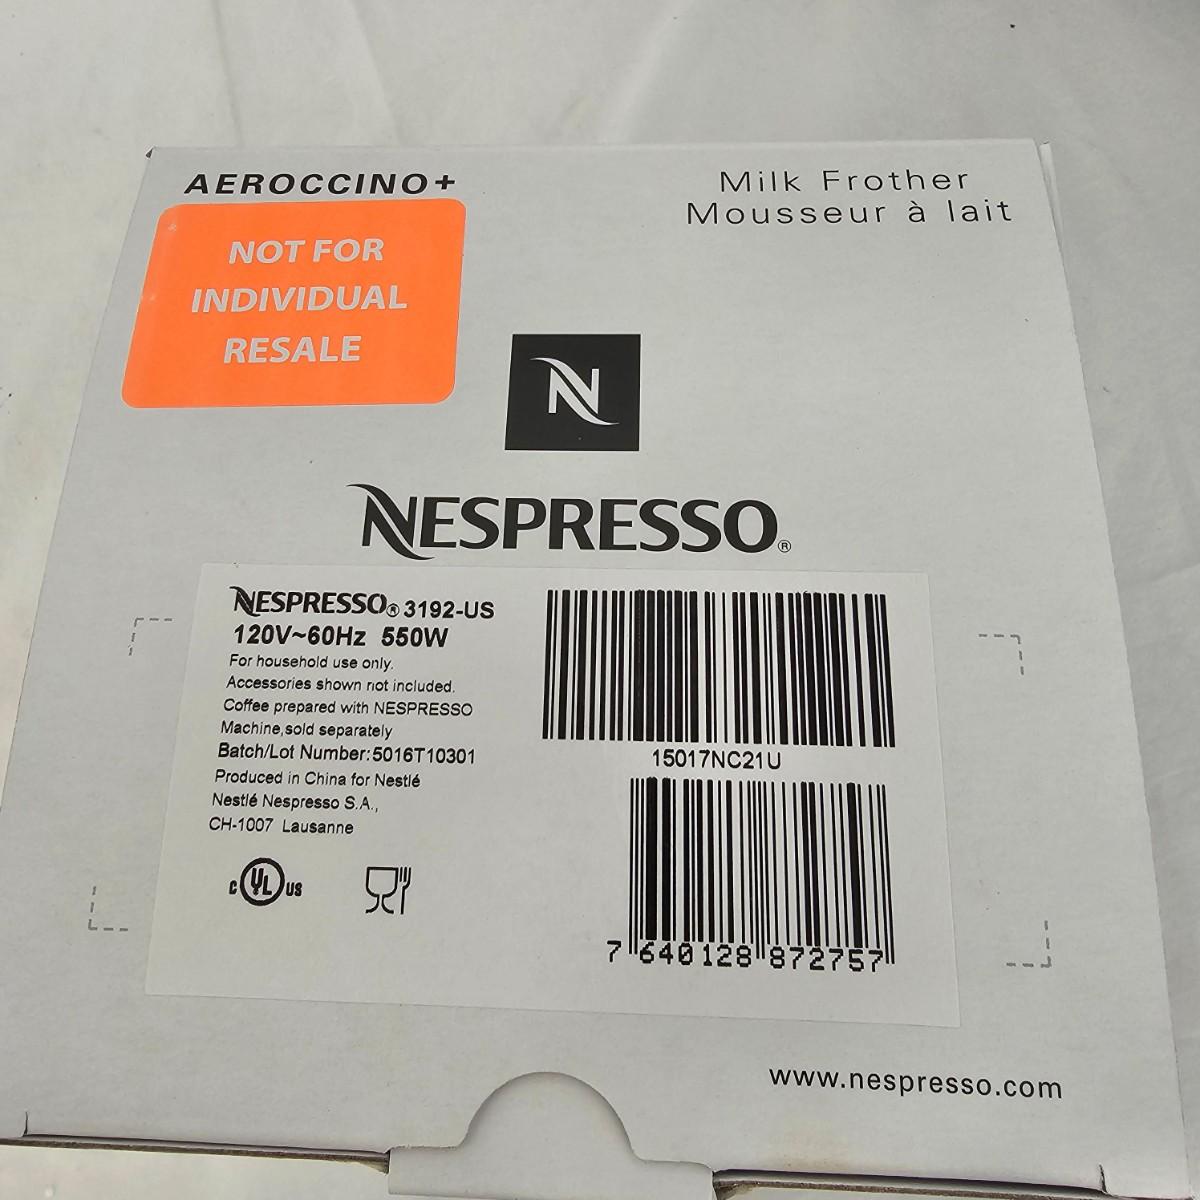 AEROCCINO+
Milk Frother
Mousseur à lait
NOT FOR
INDIVIDUAL
RESALE
N
NESPRESSO®
NESPRESSO® 3192-US
120V~60Hz 550W
For household use only.
Accessories shown not included.
Coffee prepared with NESPRESSO
Machine,sold separately
Batch/Lot Number:5016T10301
Produced in China for Nestlé
Nestlé Nespresso S.A.,
CH-1007 Lausanne
C UL US
15017NC21U
7 640128 872757
www.nespresso.com